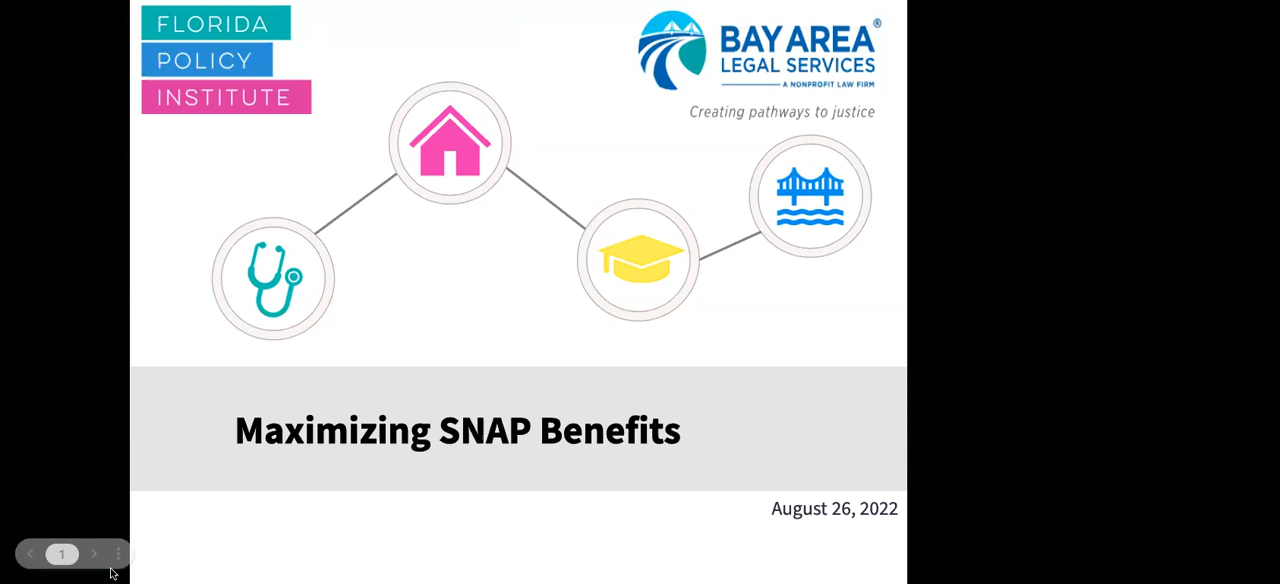 FLORIDA
POLICY
INSTITUTE
BAY AREA®
LEGAL SERVICES
A NONPROFIT LAW FIRM
Creating pathways to justice
Maximizing SNAP Benefits
August 26, 2022
1